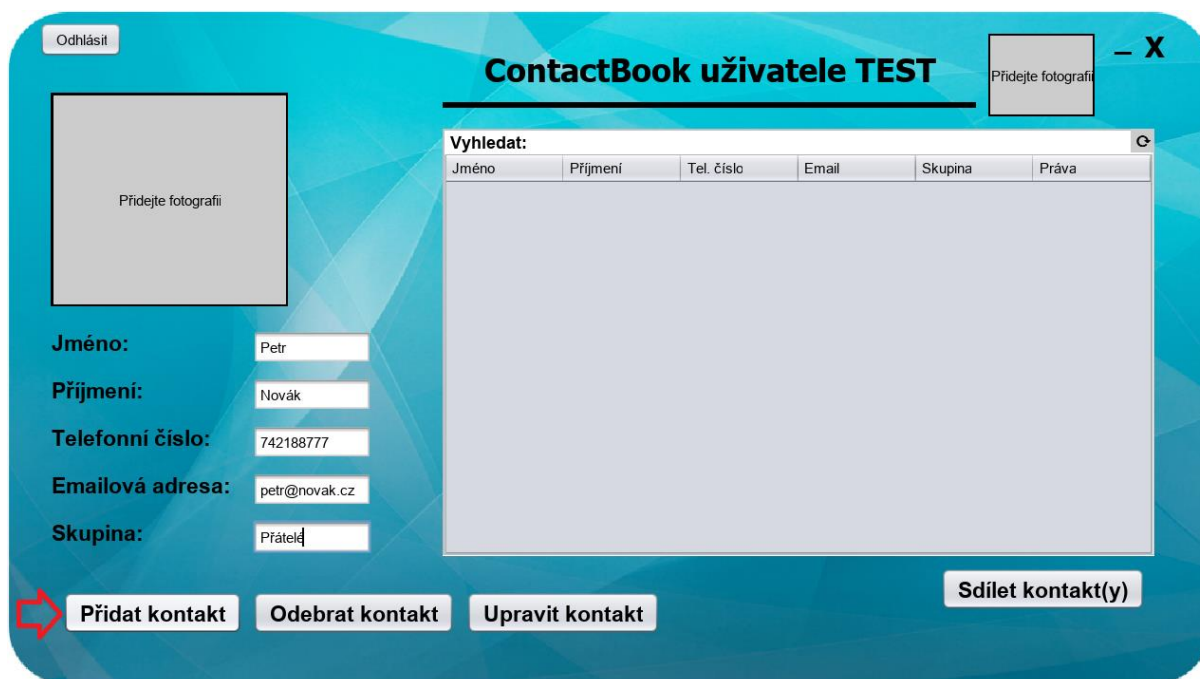 Odhlásit
ContactBook uživatele TEST
Přidejte fotografii
_ X
Přidejte fotografii
Vyhledat:
Jméno Příjmení Tel. číslo Email Skupina Práva
Jméno: Petr
Příjmení: Novák
Telefonní číslo: 742188777
Emailová adresa: petr@novak.cz
Skupina: Přátelé
Sdílet kontakt(y)
Přidat kontakt Odebrat kontakt Upravit kontakt